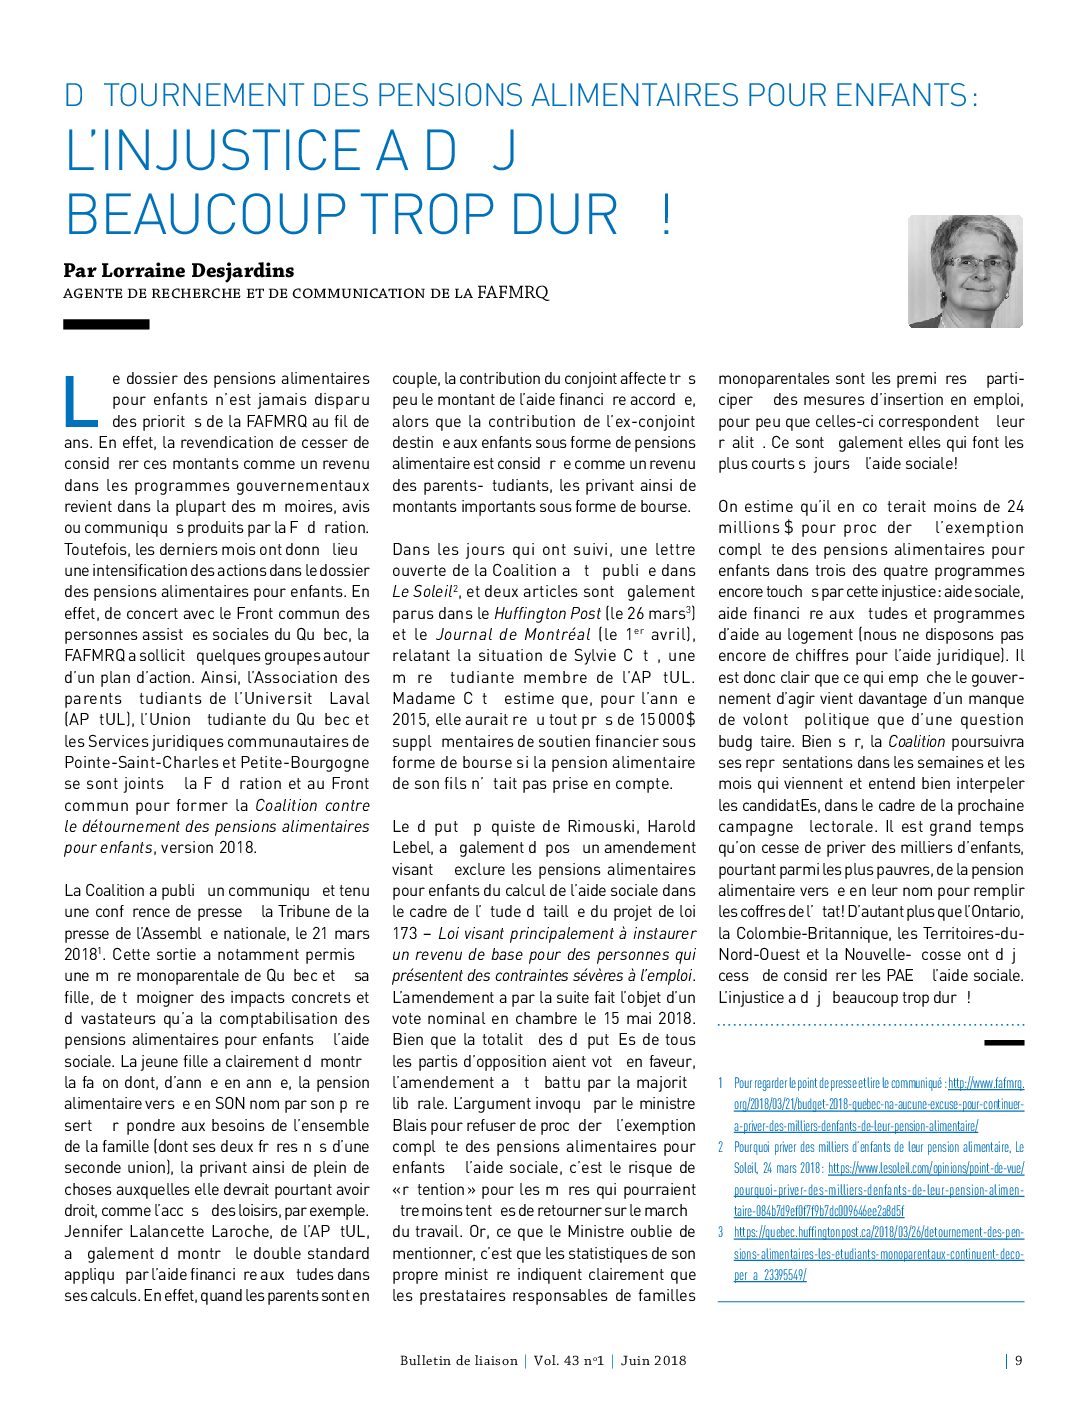 D TOURNEMENT DES PENSIONS ALIMENTAIRES POUR ENFANTS :
L’INJUSTICE A D J
BEAUCOUP TROP DUR !
Par Lorraine Desjardins
AGENTE DE RECHERCHE ET DE COMMUNICATION DE LA FAFMRQ
Le dossier des pensions alimentaires
pour enfants n’est jamais disparu
des priorit s de la FAFMRQ au fil de
ans. En effet, la revendication de cesser de
consid rer ces montants comme un revenu
dans les programmes gouvernementaux
revient dans la plupart des m moires, avis
ou communiqu s produits par la F d ration.
Toutefois, les derniers mois ont donn lieu
une intensification des actions dans le dossier
des pensions alimentaires pour enfants. En
effet, de concert avec le Front commun des
personnes assist es sociales du Qu bec, la
FAFMRQ a sollicit quelques groupes autour
d’un plan d’action. Ainsi, l’Association des
parents tudiants de l’Universit Laval
(AP tUL), l’Union tudiante du Qu bec et
les Services juridiques communautaires de
Pointe-Saint-Charles et Petite-Bourgogne
se sont joints la F d ration et au Front
commun pour former la Coalition contre
le détournement des pensions alimentaires
pour enfants, version 2018.
La Coalition a publi un communiqu et tenu
une conf rence de presse la Tribune de la
presse de l’Assembl e nationale, le 21 mars
2018¹. Cette sortie a notamment permis
une m re monoparentale de Qu bec et sa
fille, de t moigner des impacts concrets et
d vastateurs qu’a la comptabilisation des
pensions alimentaires pour enfants l’aide
sociale. La jeune fille a clairement d montr
la fa on dont, d’ann e en ann e, la pension
alimentaire vers e en SON nom par son p re
sert r pondre aux besoins de l’ensemble
de la famille (dont ses deux fr res n s d’une
seconde union), la privant ainsi de plein de
choses auxquelles elle devrait pourtant avoir
droit, comme l’acc s des loisirs, par exemple.
Jennifer Lalancette Laroche, de l’AP tUL,
a galement d montr le double standard
appliqu par l’aide financi re aux tudes dans
ses calculs. En effet, quand les parents sont en
couple, la contribution du conjoint affecte tr s
peu le montant de l’aide financi re accord e,
alors que la contribution de l’ex-conjoint
destin e aux enfants sous forme de pensions
alimentaire est consid r e comme un revenu
des parents- tudiants, les privant ainsi de
montants importants sous forme de bourse.
Dans les jours qui ont suivi, une lettre
ouverte de la Coalition a t publi e dans
Le Soleil², et deux articles sont galement
parus dans le Huffington Post (le 26 mars³)
et le Journal de Montréal (le 1er avril),
relatant la situation de Sylvie C t , une
m re tudiante membre de l’AP tUL.
Madame C t estime que, pour l’ann e
2015, elle aurait re u tout pr s de 15 000 $
suppl mentaires de soutien financier sous
forme de bourse si la pension alimentaire
de son fils n’ tait pas prise en compte.
Le d put p quiste de Rimouski, Harold
Lebel, a galement d pos un amendement
visant exclure les pensions alimentaires
pour enfants du calcul de l’aide sociale dans
le cadre de l’ tude d taill e du projet de loi
173 – Loi visant principalement à instaurer
un revenu de base pour des personnes qui
présentent des contraintes sévères à l’emploi.
L’amendement a par la suite fait l’objet d’un
vote nominal en chambre le 15 mai 2018.
Bien que la totalit des d put Es de tous
les partis d’opposition aient vot en faveur,
l’amendement a t battu par la majorit
lib rale. L’argument invoqu par le ministre
Blais pour refuser de proc der l’exemption
compl te des pensions alimentaires pour
enfants l’aide sociale, c’est le risque de
« r tention » pour les m res qui pourraient
tre moins tent es de retourner sur le march
du travail. Or, ce que le Ministre oublie de
mentionner, c’est que les statistiques de son
propre minist re indiquent clairement que
les prestataires responsables de familles
monoparentales sont les premi res parti-
ciper des mesures d’insertion en emploi,
pour peu que celles-ci correspondent leur
r alit . Ce sont galement elles qui font les
plus courts s jours l’aide sociale!
On estime qu’il en co terait moins de 24
millions $ pour proc der l’exemption
compl te des pensions alimentaires pour
enfants dans trois des quatre programmes
encore touch s par cette injustice : aide sociale,
aide financi re aux tudes et programmes
d’aide au logement (nous ne disposons pas
encore de chiffres pour l’aide juridique). Il
est donc clair que ce qui emp che le gouver-
nement d’agir vient davantage d’un manque
de volont politique que d’une question
budg taire. Bien s r, la Coalition poursuivra
ses repr sentations dans les semaines et les
mois qui viennent et entend bien interpeler
les candidatEs, dans le cadre de la prochaine
campagne lectorale. Il est grand temps
qu’on cesse de priver des milliers d’enfants,
pourtant parmi les plus pauvres, de la pension
alimentaire vers e en leur nom pour remplir
les coffres de l’ tat! D’autant plus que l’Ontario,
la Colombie-Britannique, les Territoires-du-
Nord-Ouest et la Nouvelle- cosse ont d j
cess de consid rer les PAE l’aide sociale.
L’injustice a d j beaucoup trop dur !
1 Pour regarder le point de presse et lire le communiqué : http://www.fafmrq.
org/2018/03/21/budget-2018-quebec-na-aucune-excuse-pour-continuer-
a-priver-des-milliers-denfants-de-leur-pension-alimentaire/
2 Pourquoi priver des milliers d’enfants de leur pension alimentaire, Le
Soleil, 24 mars 2018 : https://www.lesoleil.com/opinions/point-de-vue/
pourquoi-priver-des-milliers-denfants-de-leur-pension-alimen-
taire-084b7d9ef0f7f9b7dc009646ee2a8d5f
3 https://quebec.huffingtonpost.ca/2018/03/26/detournement-des-pen-
sions-alimentaires-les-etudiants-monoparentaux-continuent-deco-
per_a_23395549/
Bulletin de liaison | Vol. 43 nº1 | Juin 2018
| 9